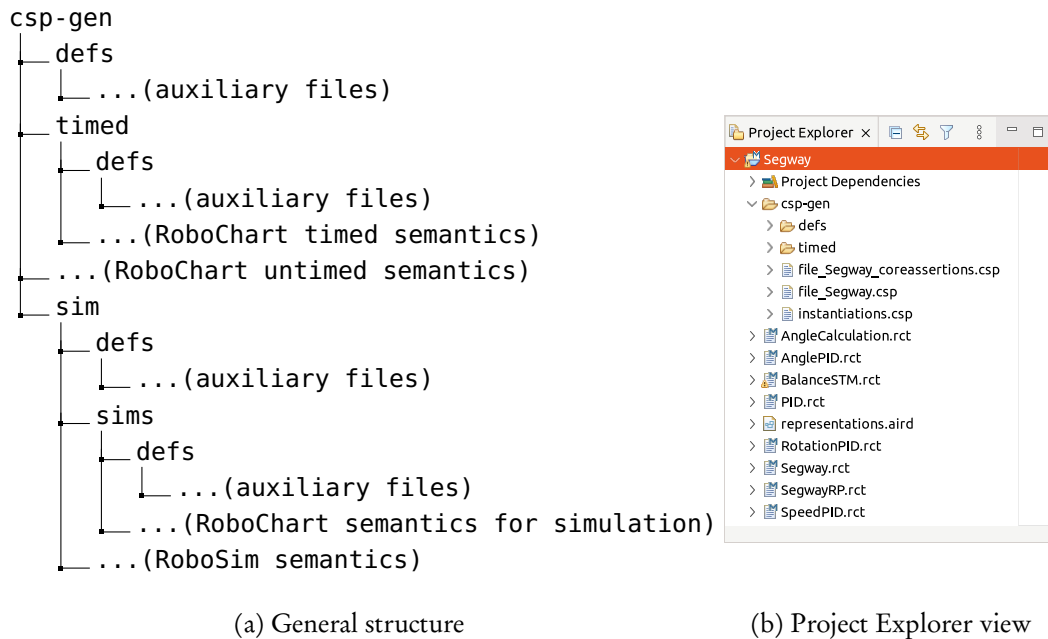 csp-gen
defs
...(auxiliary files)
timed
defs
...(auxiliary files)
...(RoboChart timed semantics)
...(RoboChart untimed semantics)
sim
defs
...(auxiliary files)
sims
defs
...(auxiliary files)
...(RoboChart semantics for simulation)
...(RoboSim semantics)
(a) General structure
Project Explorer
Segway
Project Dependencies
csp-gen
defs
timed
file_Segway_coreassertions.csp
file_Segway.csp
instantiations.csp
AngleCalculation.rct
AnglePID.rct
BalanceSTM.rct
PID.rct
representations.aird
RotationPID.rct
Segway.rct
SegwayRP.rct
SpeedPID.rct
(b) Project Explorer view